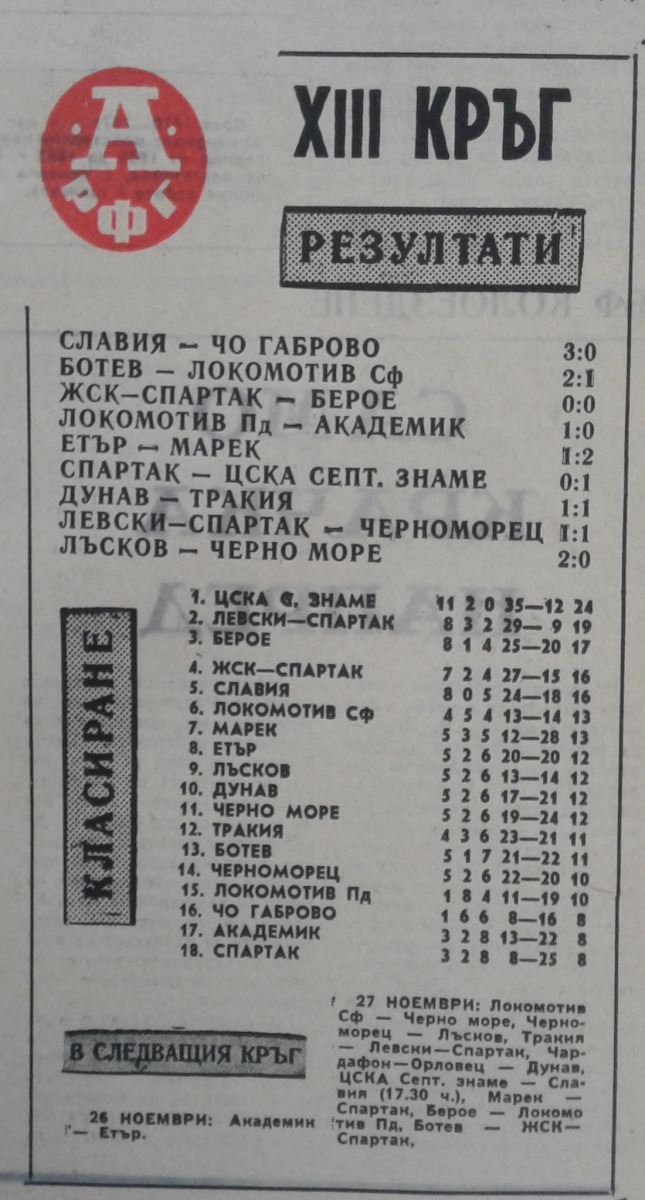 А
РФГ
XIII КРЪГ
РЕЗУЛТАТИ
СЛАВИЯ — ЧО ГАБРОВО 3:0
БОТЕВ — ЛОКОМОТИВ Сф 2:1
ЖСК—СПАРТАК — БЕРОЕ 0:0
ЛОКОМОТИВ Пд — АКАДЕМИК 1:0
ЕТЪР — МАРЕК 1:2
СПАРТАК — ЦСКА СЕПТ. ЗНАМЕ 0:1
ДУНАВ — ТРАКИЯ 1:1
ЛЕВСКИ—СПАРТАК — ЧЕРНОМОРЕЦ 1:1
ЛЪСКОВ — ЧЕРНО МОРЕ 2:0
КЛАСИРАНЕ
1. ЦСКА С. ЗНАМЕ 11 2 0 35—12 24
2. ЛЕВСКИ—СПАРТАК 8 3 2 29— 9 19
3. БЕРОЕ 8 1 4 25—20 17
4. ЖСК—СПАРТАК 7 2 4 27—15 16
5. СЛАВИЯ 8 0 5 24—18 16
6. ЛОКОМОТИВ Сф 4 5 4 13—14 13
7. МАРЕК 5 3 5 12—28 13
8. ЕТЪР 5 2 6 20—20 12
9. ЛЪСКОВ 5 2 6 13—14 12
10. ДУНАВ 5 2 6 17—21 12
11. ЧЕРНО МОРЕ 5 2 6 19—24 12
12. ТРАКИЯ 4 3 6 23—21 11
13. БОТЕВ 5 1 7 21—22 11
14. ЧЕРНОМОРЕЦ 5 2 6 22—20 10
15. ЛОКОМОТИВ Пд 1 8 4 11—19 10
16. ЧО ГАБРОВО 1 6 6 8—16 8
17. АКАДЕМИК 3 2 8 13—22 8
18. СПАРТАК 3 2 8 8—25 8
В СЛЕДВАЩИЯ КРЪГ
26 НОЕМВРИ: Академик
— Етър.
27 НОЕМВРИ: Локомотив
Сф — Черно море, Черно-
морец — Лъсков, Тракия
— Левски—Спартак, Чар-
дафон—Орловец — Дунав,
ЦСКА Септ. знаме — Сла-
вия (17.30 ч.), Марек —
Спартак, Берое — Локомо
тив Пд, Ботев — ЖСК—
Спартак,